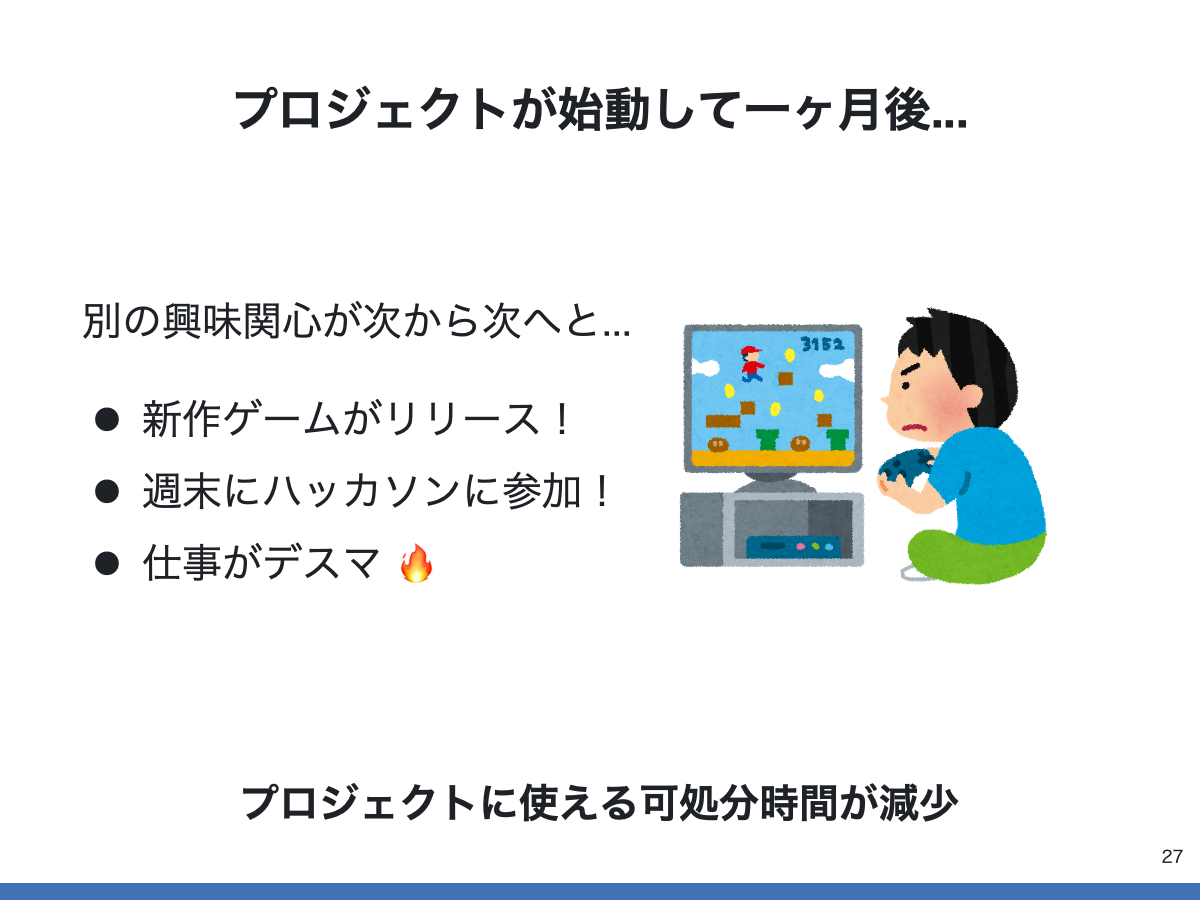 プロジェクトが始動して一ヶ月後...
別の興味関心が次から次へと...
● 新作ゲームがリリース！
● 週末にハッカソンに参加！
● 仕事がデスマ 🔥
3152
プロジェクトに使える可処分時間が減少
27